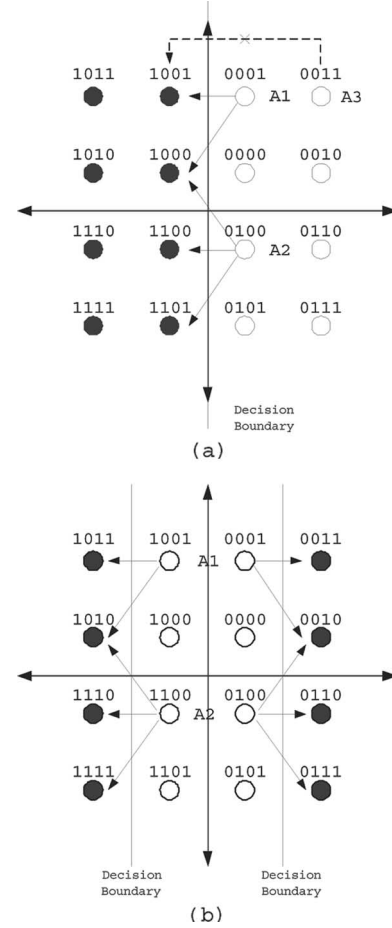 1011 1001 0001 0011
A1 A3
1010 1000 0000 0010
1110 1100 0100 0110
A2
1111 1101 0101 0111
Decision
Boundary
(a)
1011 1001 0001 0011
A1
1010 1000 0000 0010
1110 1100 0100 0110
A2
1111 1101 0101 0111
Decision Decision
Boundary Boundary
(b)